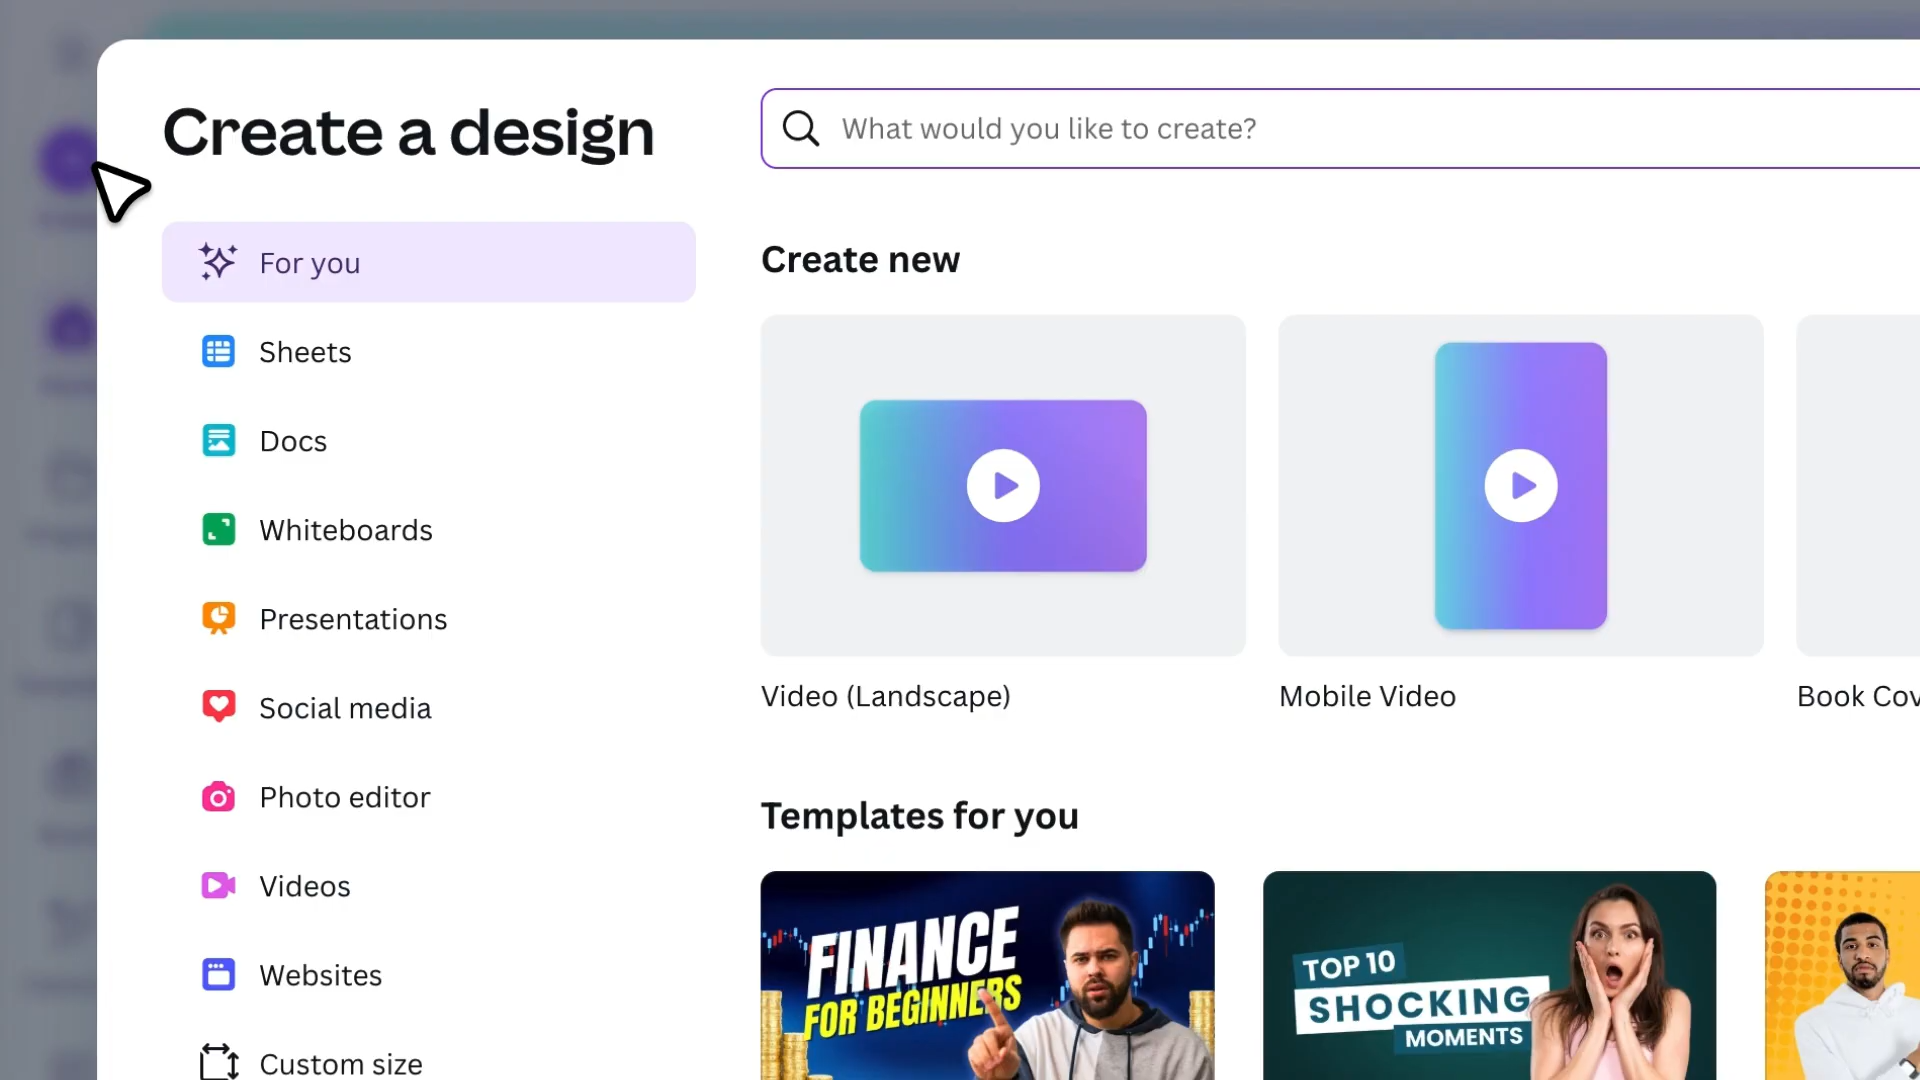 Create a design
What would you like to create?
For you
Sheets
Docs
Whiteboards
Presentations
Social media
Photo editor
Videos
Websites
Custom size
Create new
Video (Landscape)
Mobile Video
Book Cov
Templates for you
FINANCE
FOR BEGINNERS
TOP 10
SHOCKING
MOMENTS